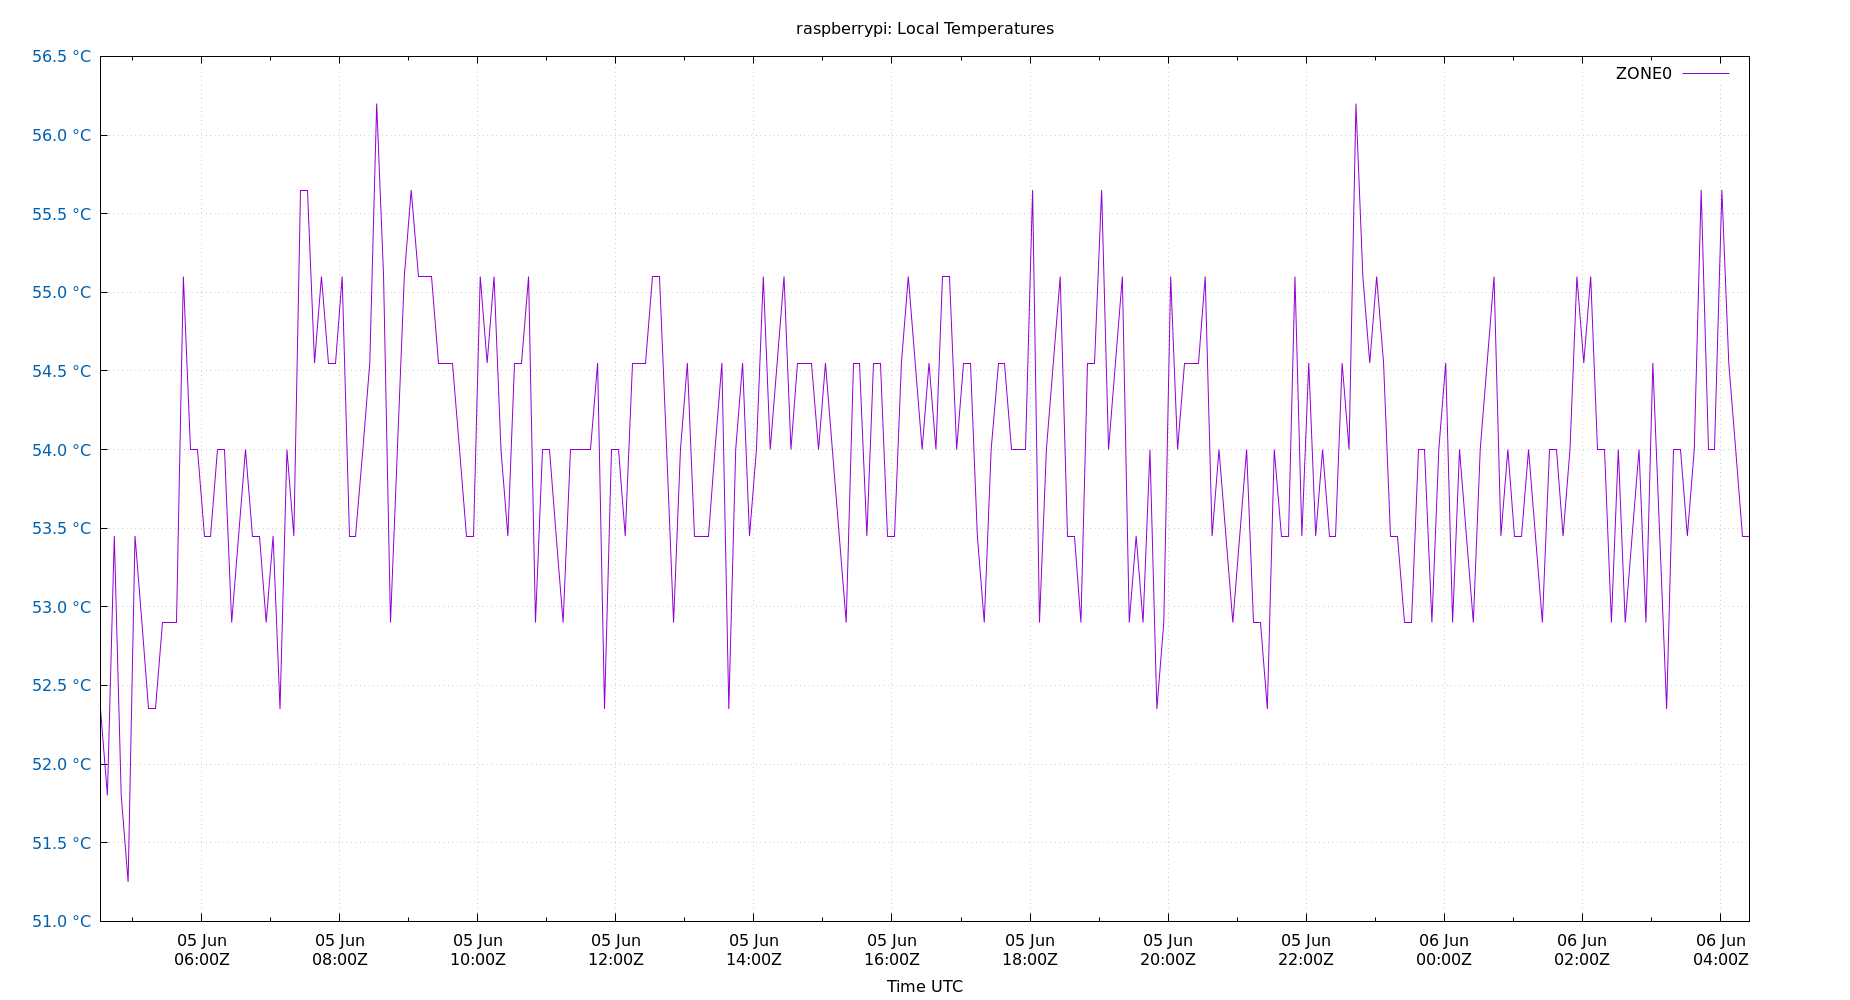 raspberrypi: Local Temperatures
ZONE0
56.5 °C
56.0 °C
55.5 °C
55.0 °C
54.5 °C
54.0 °C
53.5 °C
53.0 °C
52.5 °C
52.0 °C
51.5 °C
51.0 °C
05 Jun
06:00Z
05 Jun
08:00Z
05 Jun
10:00Z
05 Jun
12:00Z
05 Jun
14:00Z
05 Jun
16:00Z
05 Jun
18:00Z
05 Jun
20:00Z
05 Jun
22:00Z
06 Jun
00:00Z
06 Jun
02:00Z
06 Jun
04:00Z
Time UTC